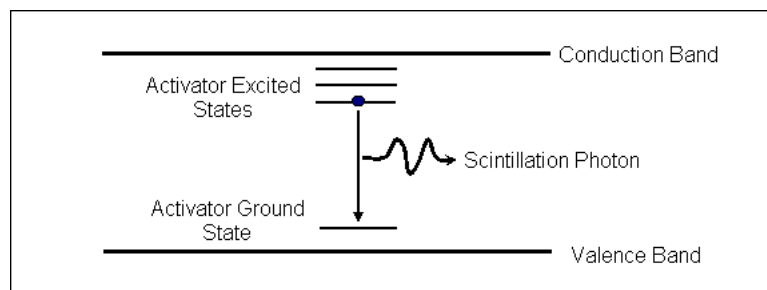 Conduction Band
Activator Excited
States
Scintillation Photon
Activator Ground
State
Valence Band